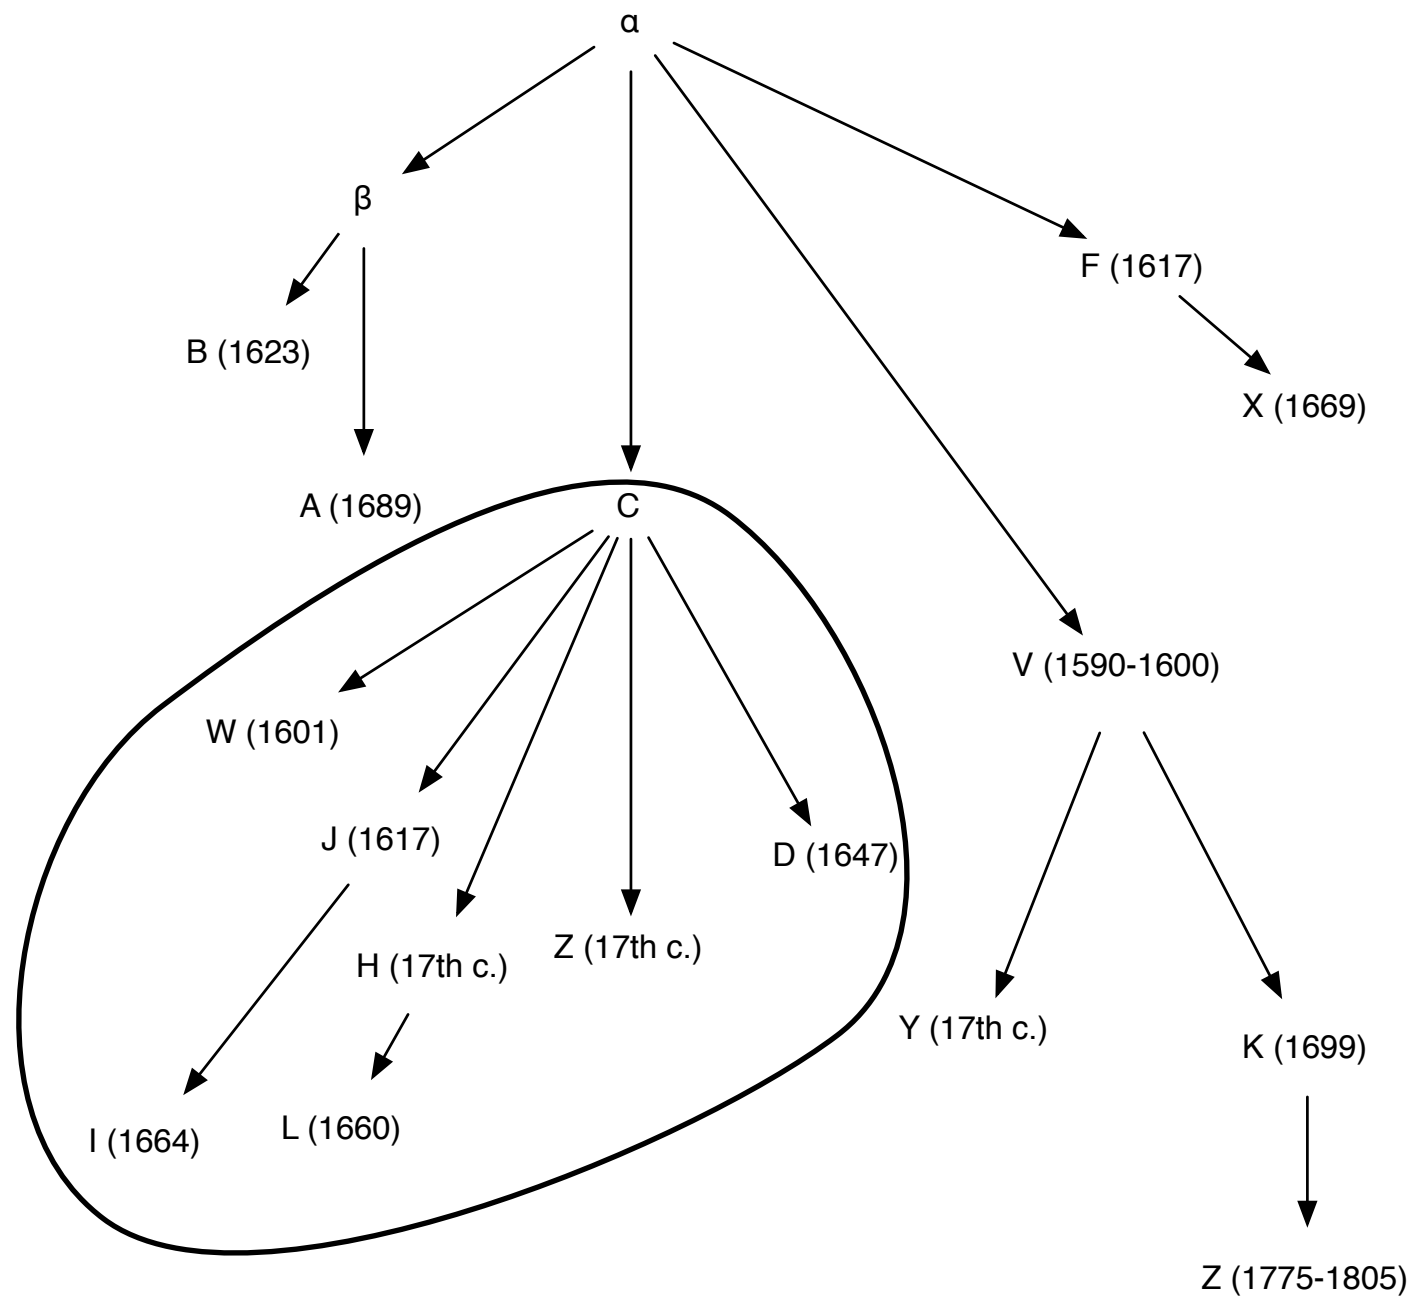 α
β
F (1617)
B (1623)
X (1669)
A (1689)
C
V (1590-1600)
W (1601)
J (1617)
D (1647)
H (17th c.)
Z (17th c.)
Y (17th c.)
K (1699)
I (1664)
L (1660)
Z (1775-1805)